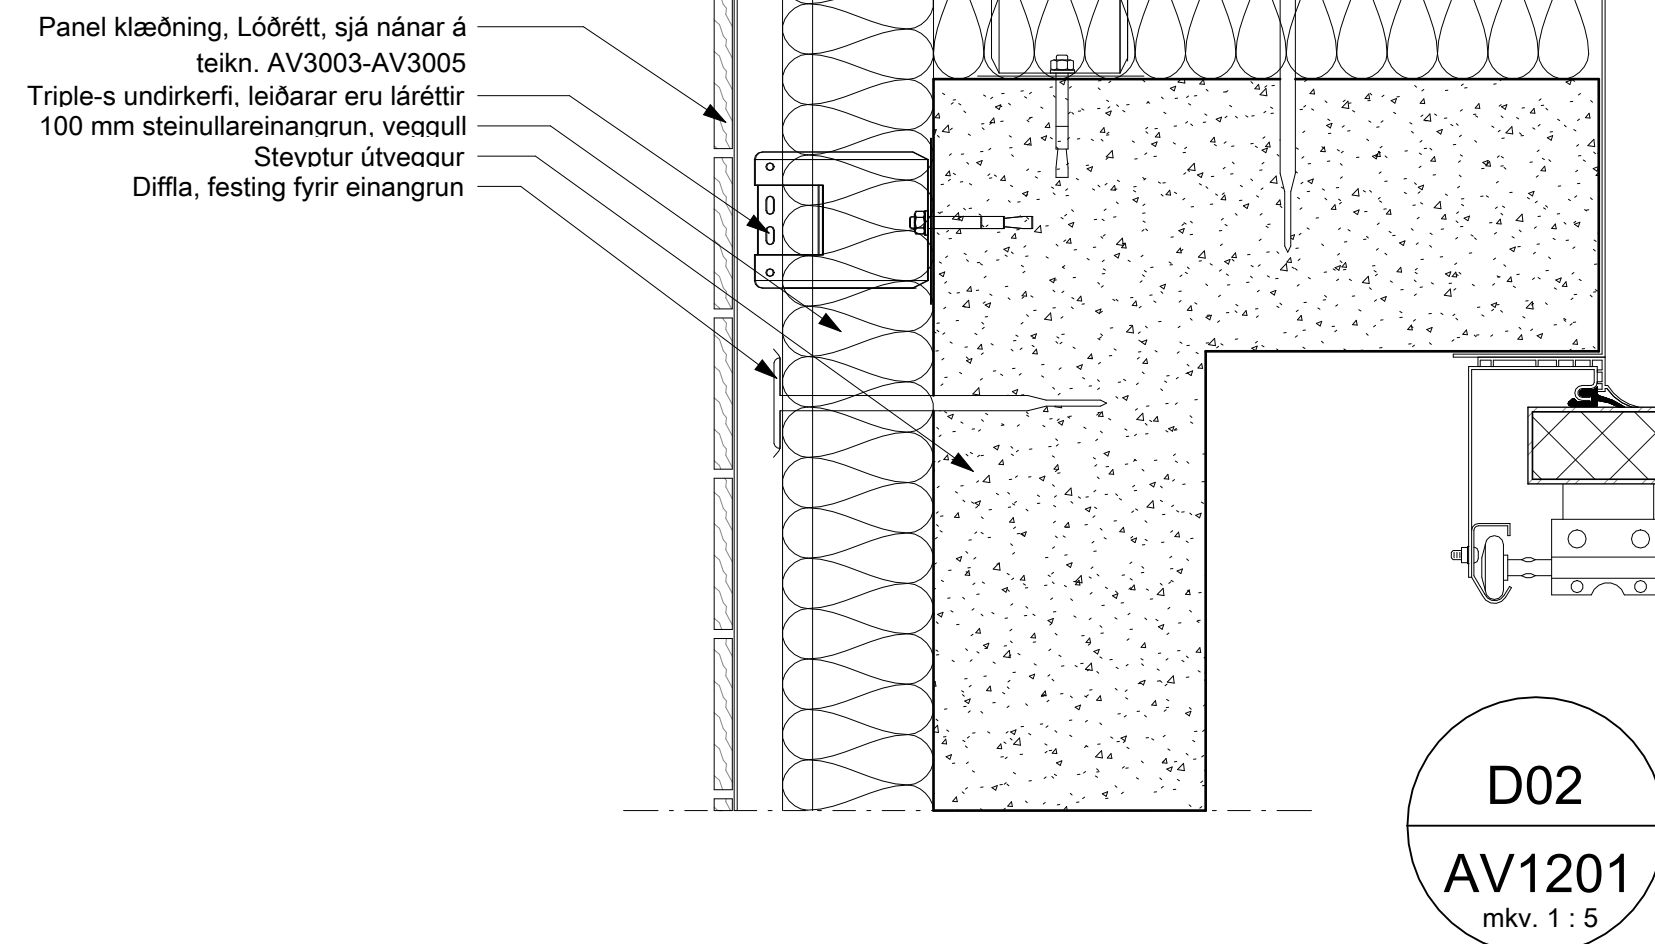 Panel klæðning, Lóðrétt, sjá nánar á
teikn. AV3003-AV3005
Triple-s undirkerfi, leiðarar eru láréttir
100 mm steinullareinangrun, veggull
Steyptur útveggur
Diffla, festing fyrir einangrun
D02
AV1201
mkv. 1 : 5